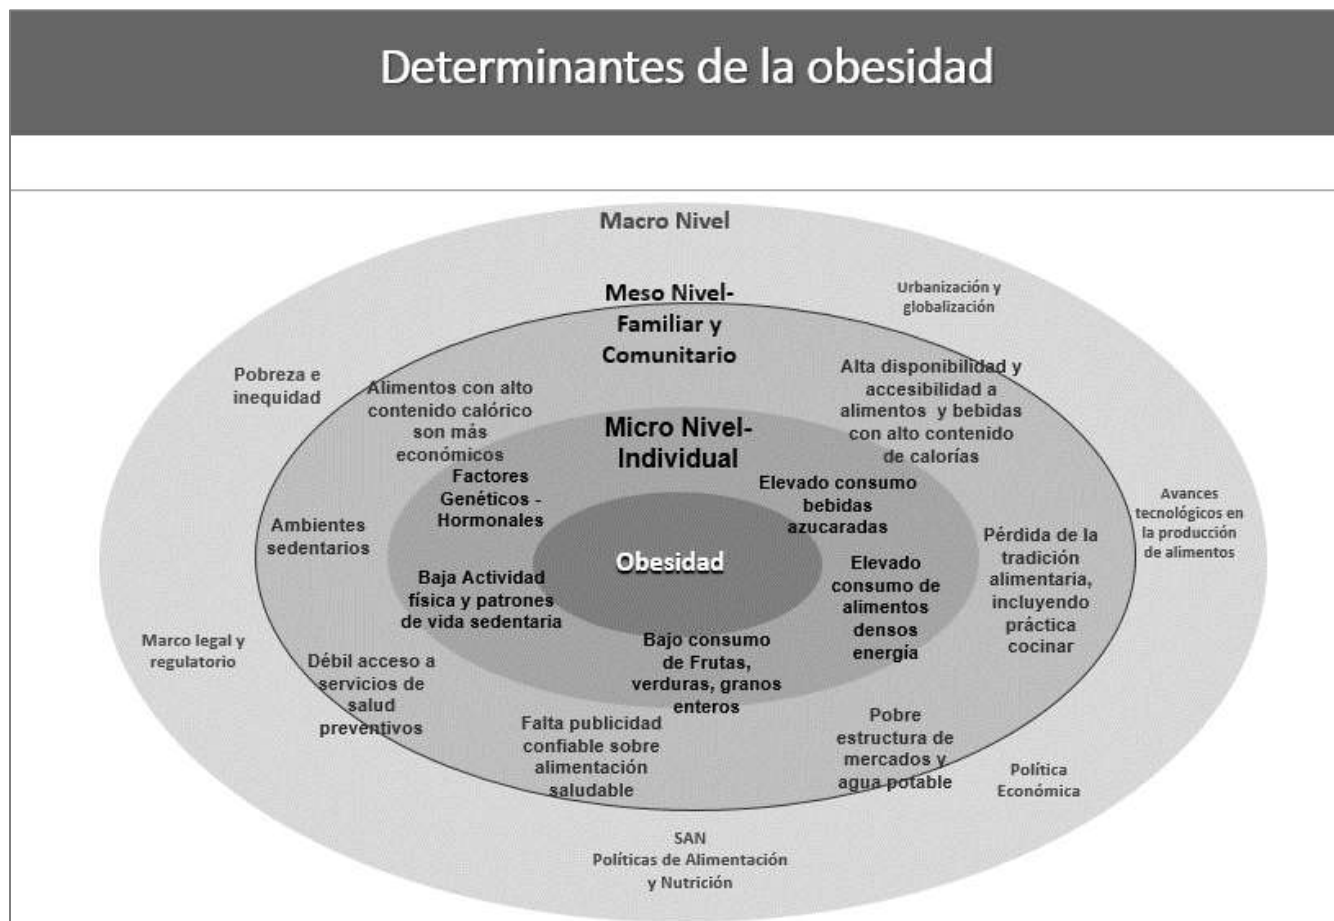 Determinantes de la obesidad
Macro Nivel
Urbanización y
globalización
Pobreza e
inequidad
Avances
tecnológicos en
la producción
de alimentos
Marco legal y
regulatorio
Política
Económica
SAN
Políticas de Alimentación
y Nutrición
Meso Nivel-
Familiar y
Comunitario
Alimentos con alto
contenido calórico
son más
económicos
Alta disponibilidad y
accesibilidad a
alimentos y bebidas
con alto contenido
de calorías
Ambientes
sedentarios
Pérdida de la
tradición
alimentaria,
incluyendo
práctica
cocinar
Débil acceso a
servicios de
salud
preventivos
Falta publicidad
confiable sobre
alimentación
saludable
Pobre
estructura de
mercados y
agua potable
Micro Nivel-
Individual
Factores
Genéticos -
Hormonales
Elevado consumo
bebidas
azucaradas
Baja Actividad
física y patrones
de vida sedentaria
Elevado
consumo de
alimentos
densos
energía
Bajo consumo
de Frutas,
verduras, granos
enteros
Obesidad